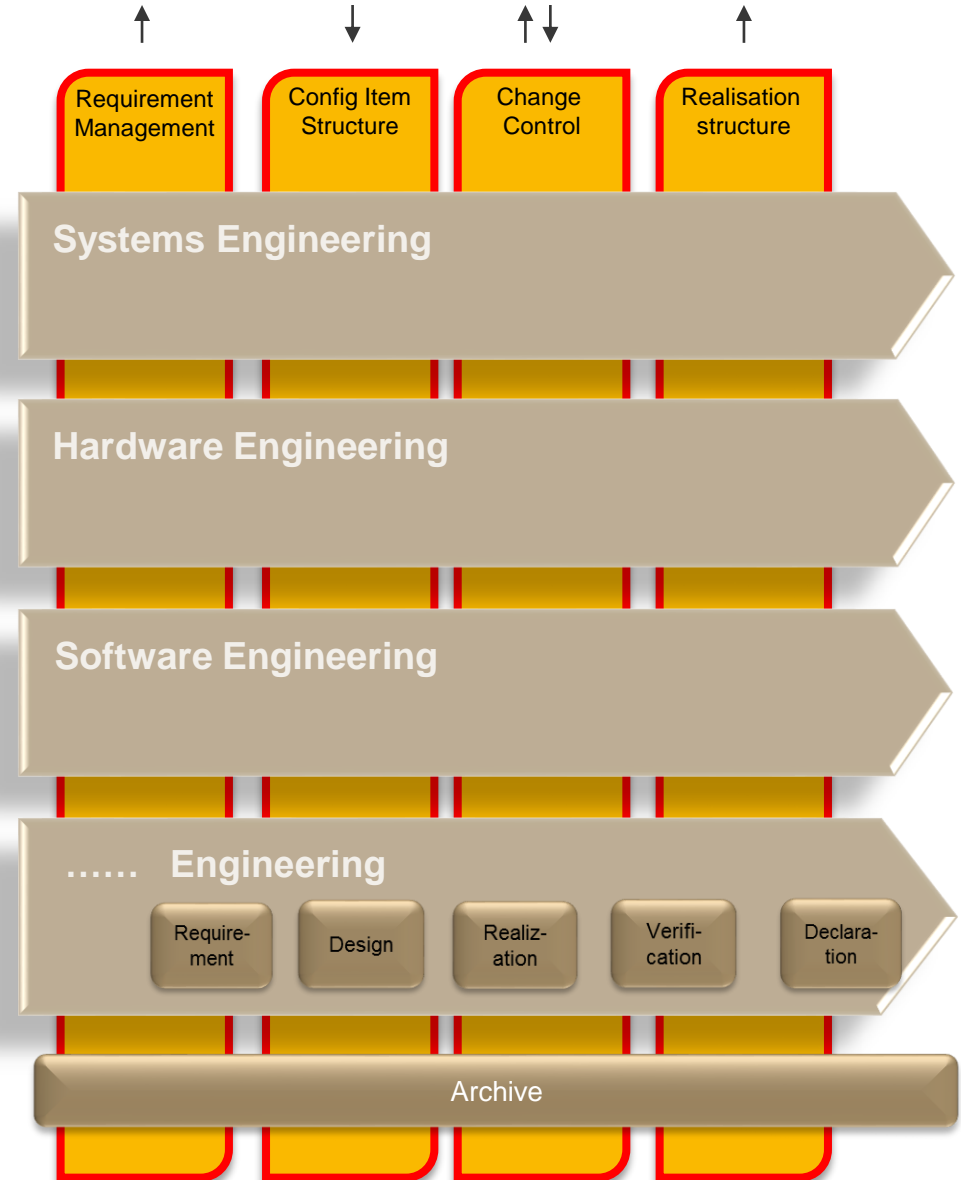 Requirement
Management
Config Item
Structure
Change
Control
Realisation
structure
Systems Engineering
Hardware Engineering
Software Engineering
…… Engineering
Require-
ment
Design
Realiz-
ation
Verifi-
cation
Declara-
tion
Archive